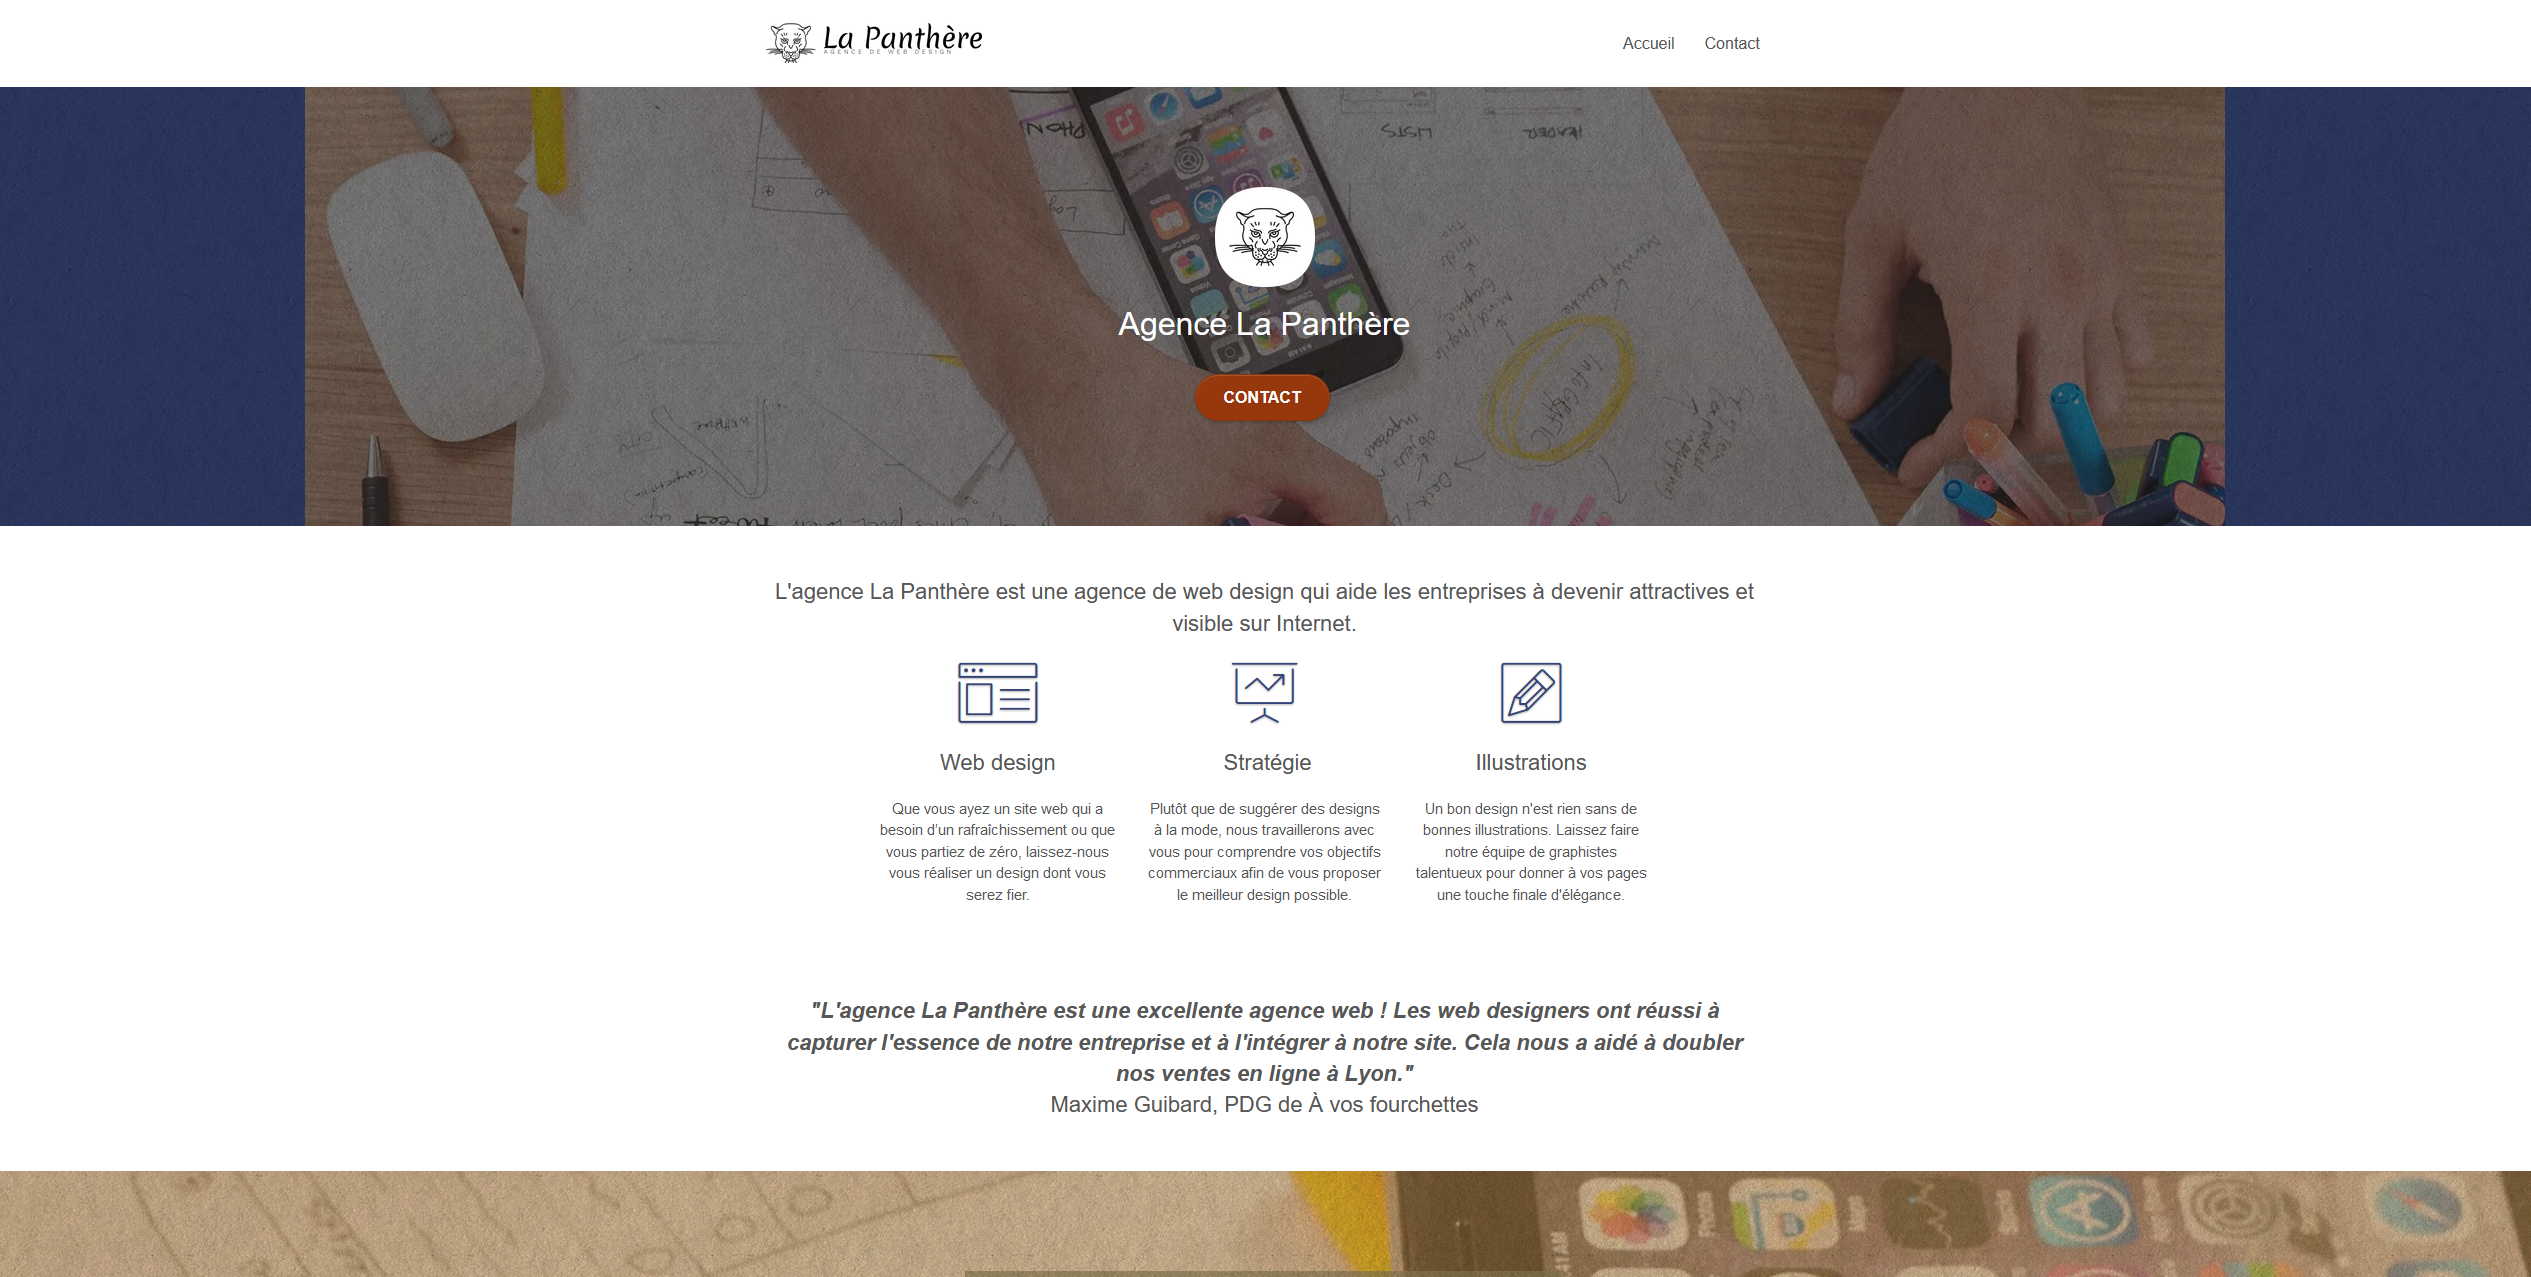 La Panthère
AGENCE DE WEB DESIGN
Accueil
Contact
PHON
LISTS
HEADER
Agence La Panthère
CONTACT
L'agence La Panthère est une agence de web design qui aide les entreprises à devenir attractives et
visible sur Internet.
Web design
Que vous ayez un site web qui a
besoin d'un rafraîchissement ou que
vous partiez de zéro, laissez-nous
vous réaliser un design dont vous
serez fier.
Stratégie
Plutôt que de suggérer des designs
à la mode, nous travaillerons avec
vous pour comprendre vos objectifs
commerciaux afin de vous proposer
le meilleur design possible.
Illustrations
Un bon design n'est rien sans de
bonnes illustrations. Laissez faire
notre équipe de graphistes
talentueux pour donner à vos pages
une touche finale d'élégance.
"L'agence La Panthère est une excellente agence web ! Les web designers ont réussi à
capturer l'essence de notre entreprise et à l'intégrer à notre site. Cela nous a aidé à doubler
nos ventes en ligne à Lyon."
Maxime Guibard, PDG de À vos fourchettes